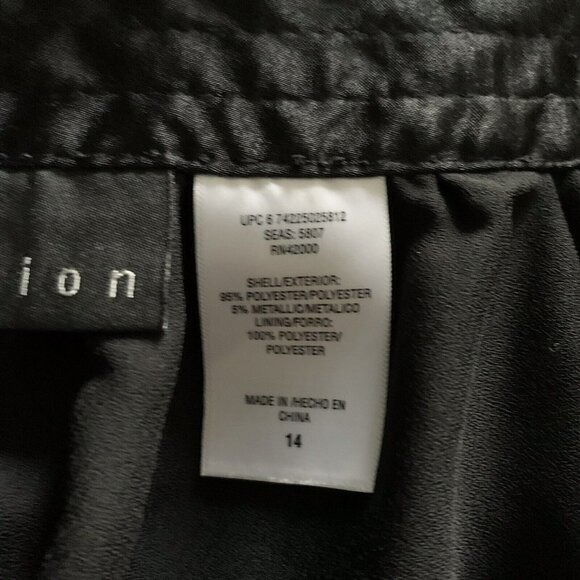 ion
UPC 6 74225025812
SEAS: 5807
RN42000
SHELL/EXTERIOR:
95% POLYESTER/POLYESTER
5% METALLIC/METALICO
LINING/FORRO:
100% POLYESTER/
POLYESTER
MADE IN /HECHO EN
CHINA
14